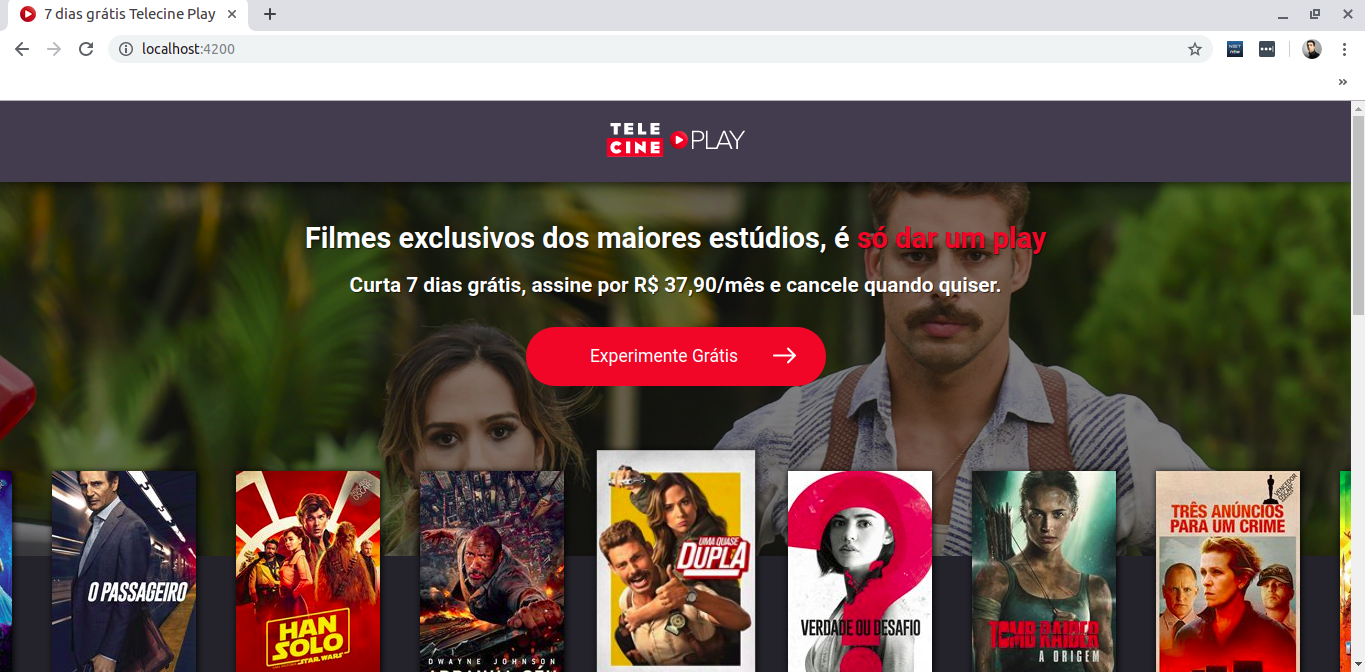 7 dias grátis Telecine Play
localhost:4200
TELE
CINE
PLAY
Filmes exclusivos dos maiores estúdios, é só dar um play
Curta 7 dias grátis, assine por R$ 37,90/mês e cancele quando quiser.
Experimente Grátis
O PASSAGEIRO
HAN
SOLO
STAR WARS
DWAYNE JOHNSON
UMA QUASE
DUPLA
VERDADE OU DESAFIO
TOMB RAIDER
A ORIGEM
TRÊS ANÚNCIOS
PARA UM CRIME